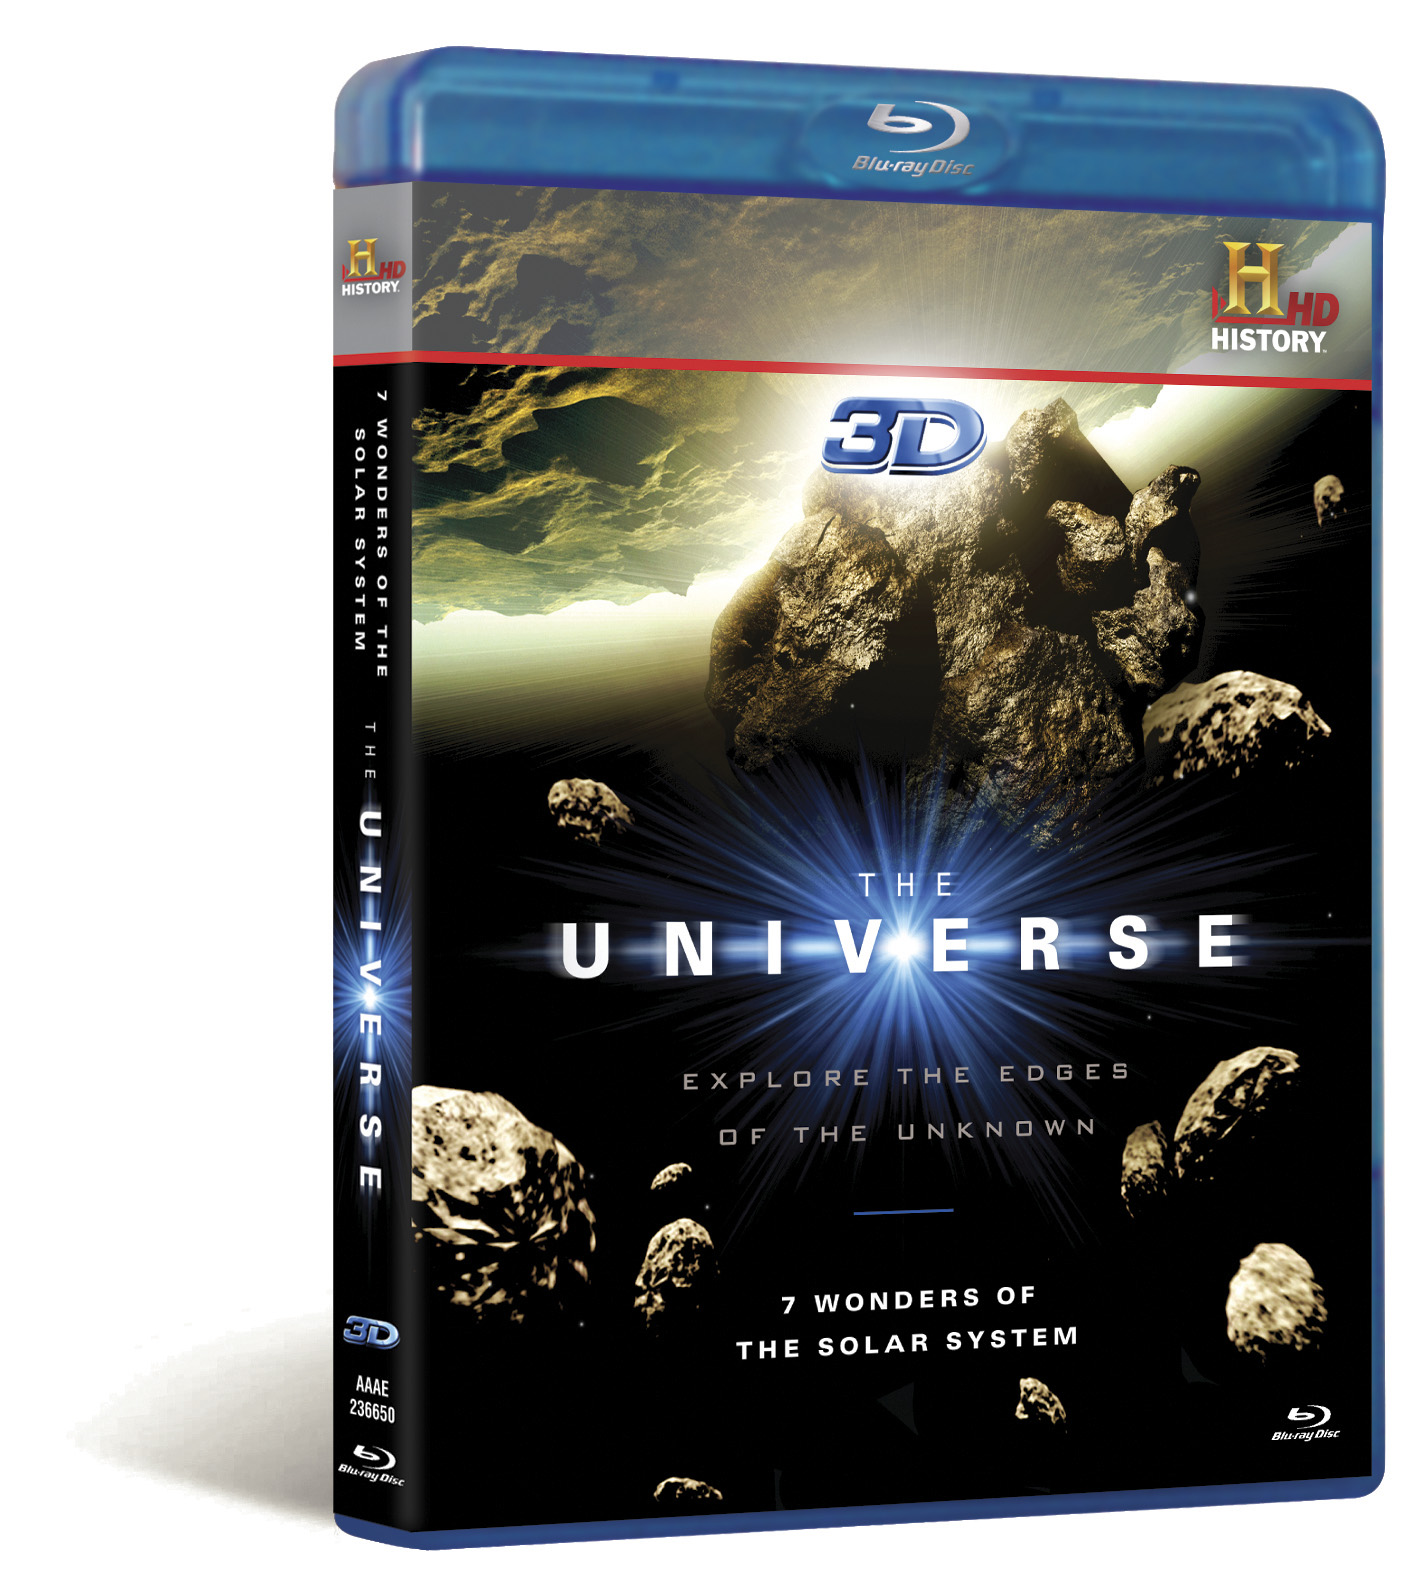 Blu-ray Disc
H HD
HISTORY
3D
THE
UNIVERSE
EXPLORE THE EDGES
OF THE UNKNOWN
7 WONDERS OF
THE SOLAR SYSTEM
Blu-ray Disc
H HD
HISTORY
7 WONDERS OF THE
SOLAR SYSTEM
THE
UNIVERSE
3D
AAAE
236650
Blu-ray Disc